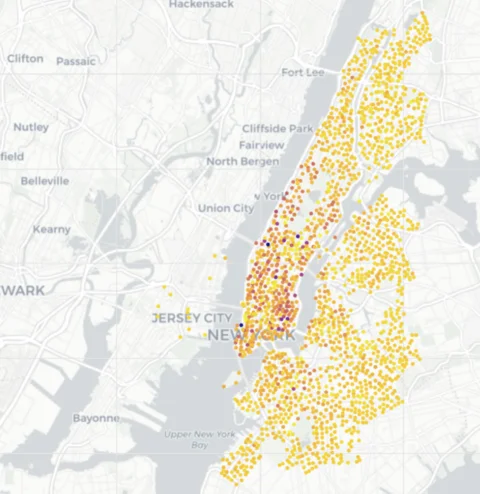 Hackensack
Clifton
Passaic
Fort Lee
Nutley
Cliffside Park
field
Fairview
North Bergen
Belleville
York
Union City
Kearny
WARK
JERSEY CITY
NEW YORK
Bayonne
Upper New York
Bay